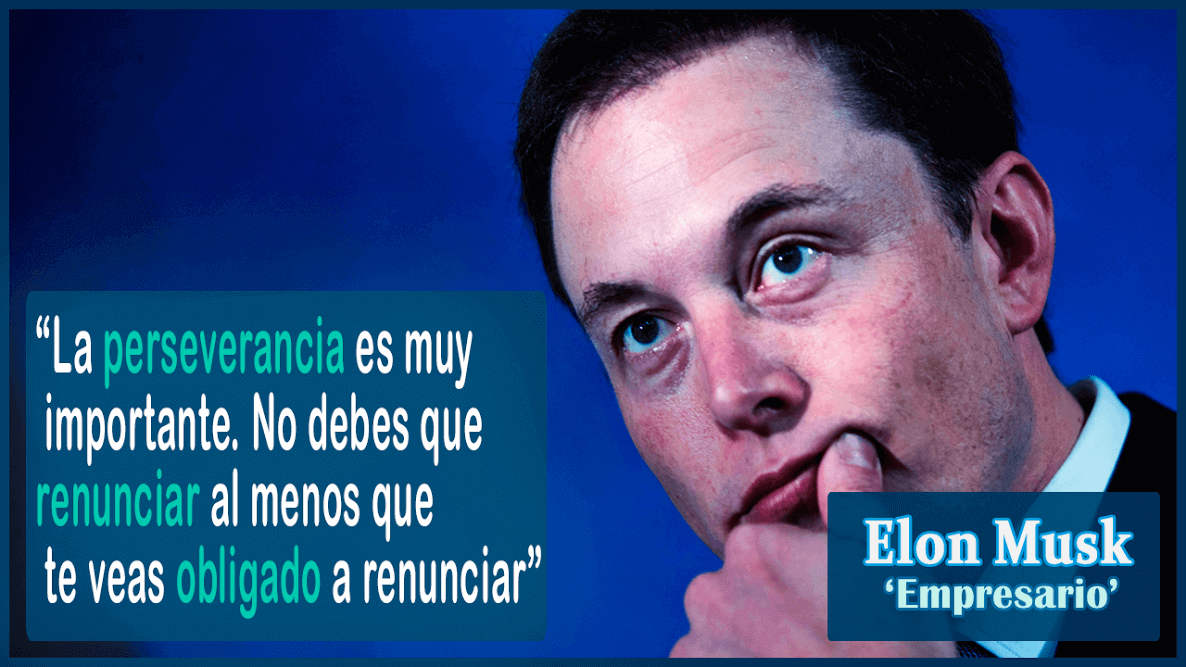 “La perseverancia es muy
importante. No debes que
renunciar al menos que
te veas obligado a renunciar”
Elon Musk
‘Empresario’